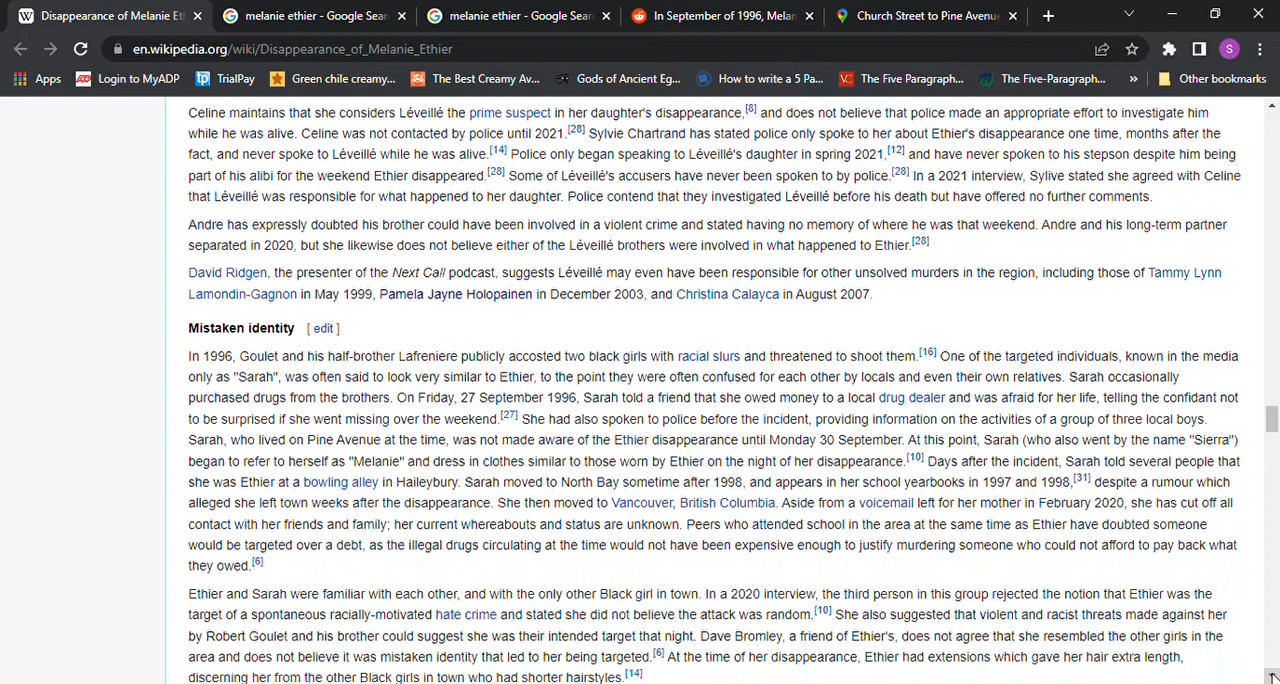 Disappearance of Melanie Et
melanie ethier - Google Sear
melanie ethier - Google Sear
In September of 1996, Melan
Church Street to Pine Avenue
en.wikipedia.org/wiki/Disappearance_of_Melanie_Ethier
S
Apps
Login to MyADP
TrialPay
Green chile creamy...
The Best Creamy Av...
Gods of Ancient Eg...
How to write a 5 Pa...
The Five Paragraph...
The Five-Paragraph...
»
Other bookmarks
Celine maintains that she considers Léveillé the prime suspect in her daughter's disappearance,[8] and does not believe that police made an appropriate effort to investigate him
while he was alive. Celine was not contacted by police until 2021.[28] Sylvie Chartrand has stated police only spoke to her about Ethier's disappearance one time, months after the
fact, and never spoke to Léveillé while he was alive.[14] Police only began speaking to Léveillé's daughter in spring 2021,[12] and have never spoken to his stepson despite him being
part of his alibi for the weekend Ethier disappeared.[28] Some of Léveillé's accusers have never been spoken to by police.[28] In a 2021 interview, Sylive stated she agreed with Celine
that Léveillé was responsible for what happened to her daughter. Police contend that they investigated Léveillé before his death but have offered no further comments.
Andre has expressly doubted his brother could have been involved in a violent crime and stated having no memory of where he was that weekend. Andre and his long-term partner
separated in 2020, but she likewise does not believe either of the Léveillé brothers were involved in what happened to Ethier.[28]
David Ridgen, the presenter of the Next Call podcast, suggests Léveillé may even have been responsible for other unsolved murders in the region, including those of Tammy Lynn
Lamondin-Gagnon in May 1999, Pamela Jayne Holopainen in December 2003, and Christina Calayca in August 2007.
Mistaken identity [ edit ]
In 1996, Goulet and his half-brother Lafreniere publicly accosted two black girls with racial slurs and threatened to shoot them.[16] One of the targeted individuals, known in the media
only as "Sarah", was often said to look very similar to Ethier, to the point they were often confused for each other by locals and even their own relatives. Sarah occasionally
purchased drugs from the brothers. On Friday, 27 September 1996, Sarah told a friend that she owed money to a local drug dealer and was afraid for her life, telling the confidant not
to be surprised if she went missing over the weekend.[27] She had also spoken to police before the incident, providing information on the activities of a group of three local boys.
Sarah, who lived on Pine Avenue at the time, was not made aware of the Ethier disappearance until Monday 30 September. At this point, Sarah (who also went by the name "Sierra")
began to refer to herself as "Melanie" and dress in clothes similar to those worn by Ethier on the night of her disappearance.[10] Days after the incident, Sarah told several people that
she was Ethier at a bowling alley in Haileybury. Sarah moved to North Bay sometime after 1998, and appears in her school yearbooks in 1997 and 1998,[31] despite a rumour which
alleged she left town weeks after the disappearance. She then moved to Vancouver, British Columbia. Aside from a voicemail left for her mother in February 2020, she has cut off all
contact with her friends and family; her current whereabouts and status are unknown. Peers who attended school in the area at the same time as Ethier have doubted someone
would be targeted over a debt, as the illegal drugs circulating at the time would not have been expensive enough to justify murdering someone who could not afford to pay back what
they owed.[6]
Ethier and Sarah were familiar with each other, and with the only other Black girl in town. In a 2020 interview, the third person in this group rejected the notion that Ethier was the
target of a spontaneous racially-motivated hate crime and stated she did not believe the attack was random.[10] She also suggested that violent and racist threats made against her
by Robert Goulet and his brother could suggest she was their intended target that night. Dave Bromley, a friend of Ethier's, does not agree that she resembled the other girls in the
area and does not believe it was mistaken identity that led to her being targeted.[6] At the time of her disappearance, Ethier had extensions which gave her hair extra length,
discerning her from the other Black girls in town who had shorter hairstyles.[14]